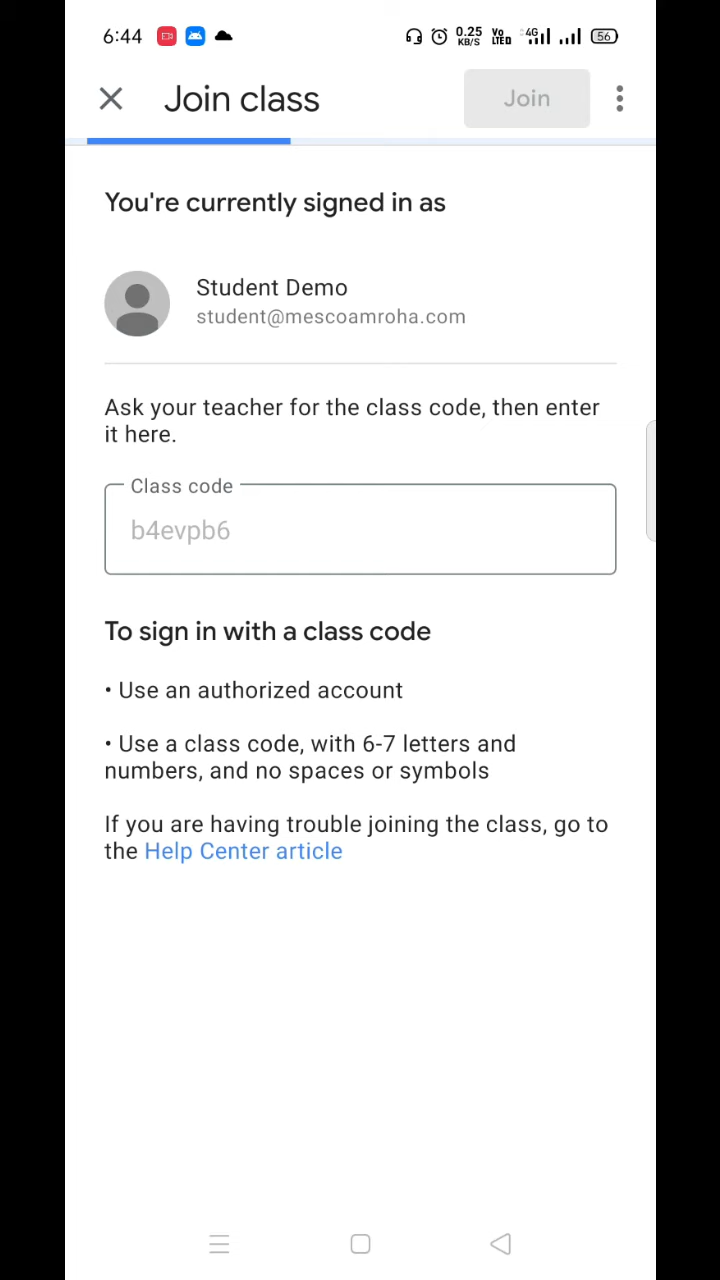 6:44
0.25
KB/S
Vo
LTED
4G
56
Join class
Join
You're currently signed in as
Student Demo
student@mescoamroha.com
Ask your teacher for the class code, then enter
it here.
Class code
b4evpb6
To sign in with a class code
• Use an authorized account
• Use a class code, with 6-7 letters and
numbers, and no spaces or symbols
If you are having trouble joining the class, go to
the Help Center article